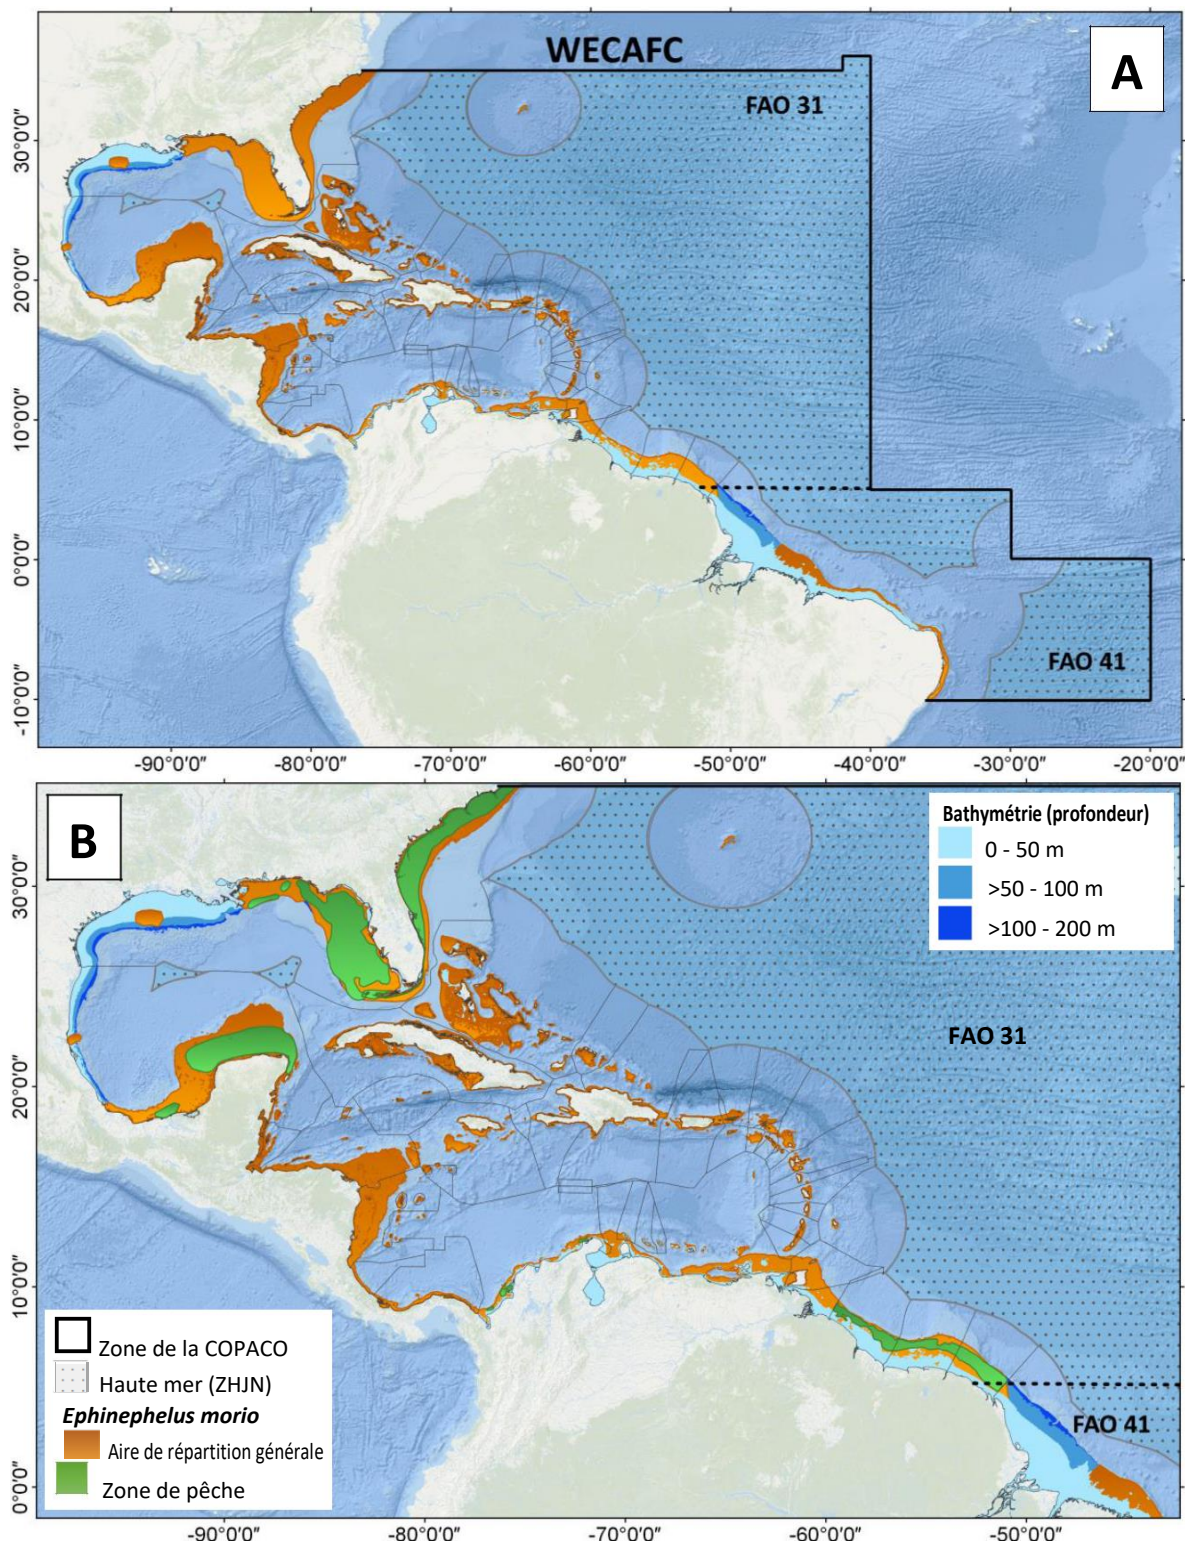 WECAFC
A
FAO 31
FAO 41
30°0'0"
20°0'0"
10°0'0"
0°0'0"
-10°0'0"
-90°0'0"
-80°0'0"
-70°0'0"
-60°0'0"
-50°0'0"
-40°0'0"
-30°0'0"
-20°0'0"
B
Bathymétrie (profondeur)
0 - 50 m
>50 - 100 m
>100 - 200 m
FAO 31
FAO 41
30°0'0"
20°0'0"
10°0'0"
0°0'0"
Zone de la COPACO
Haute mer (ZHJN)
Ephinephelus morio
Aire de répartition générale
Zone de pêche
-90°0'0"
-80°0'0"
-70°0'0"
-60°0'0"
-50°0'0"